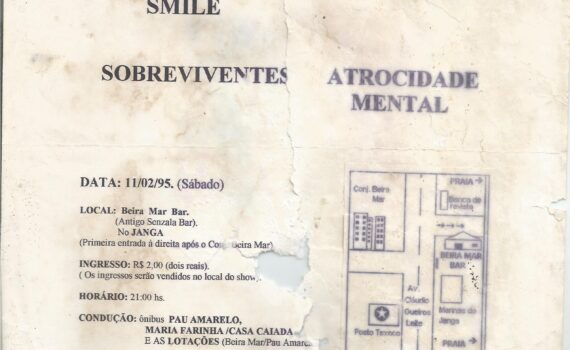 SMILE
SOBREVIVENTES
ATROCIDADE
MENTAL
DATA: 11/02/95. (Sábado)
LOCAL: Beira Mar Bar.
(Antigo Senzala Bar).
No JANGA
(Primeira entrada à direita após o Conj. Beira Mar)
INGRESSO: R$ 2,00 (dois reais).
( Os ingressos serão vendidos no local do show).
HORÁRIO: 21:00 hs.
CONDUÇÃO: ônibus PAU AMARELO,
MARIA FARINHA /CASA CAIADA
E AS LOTAÇÕES (Beira Mar/Pau Amare
PRAIA
Conj. Beira
Mar
Banca de
revista
BEIRA MAR
BAR
Av.
Cláudio
Gueiros
Leite
Marinas do
Janga
Posto Texaco
PRAIA